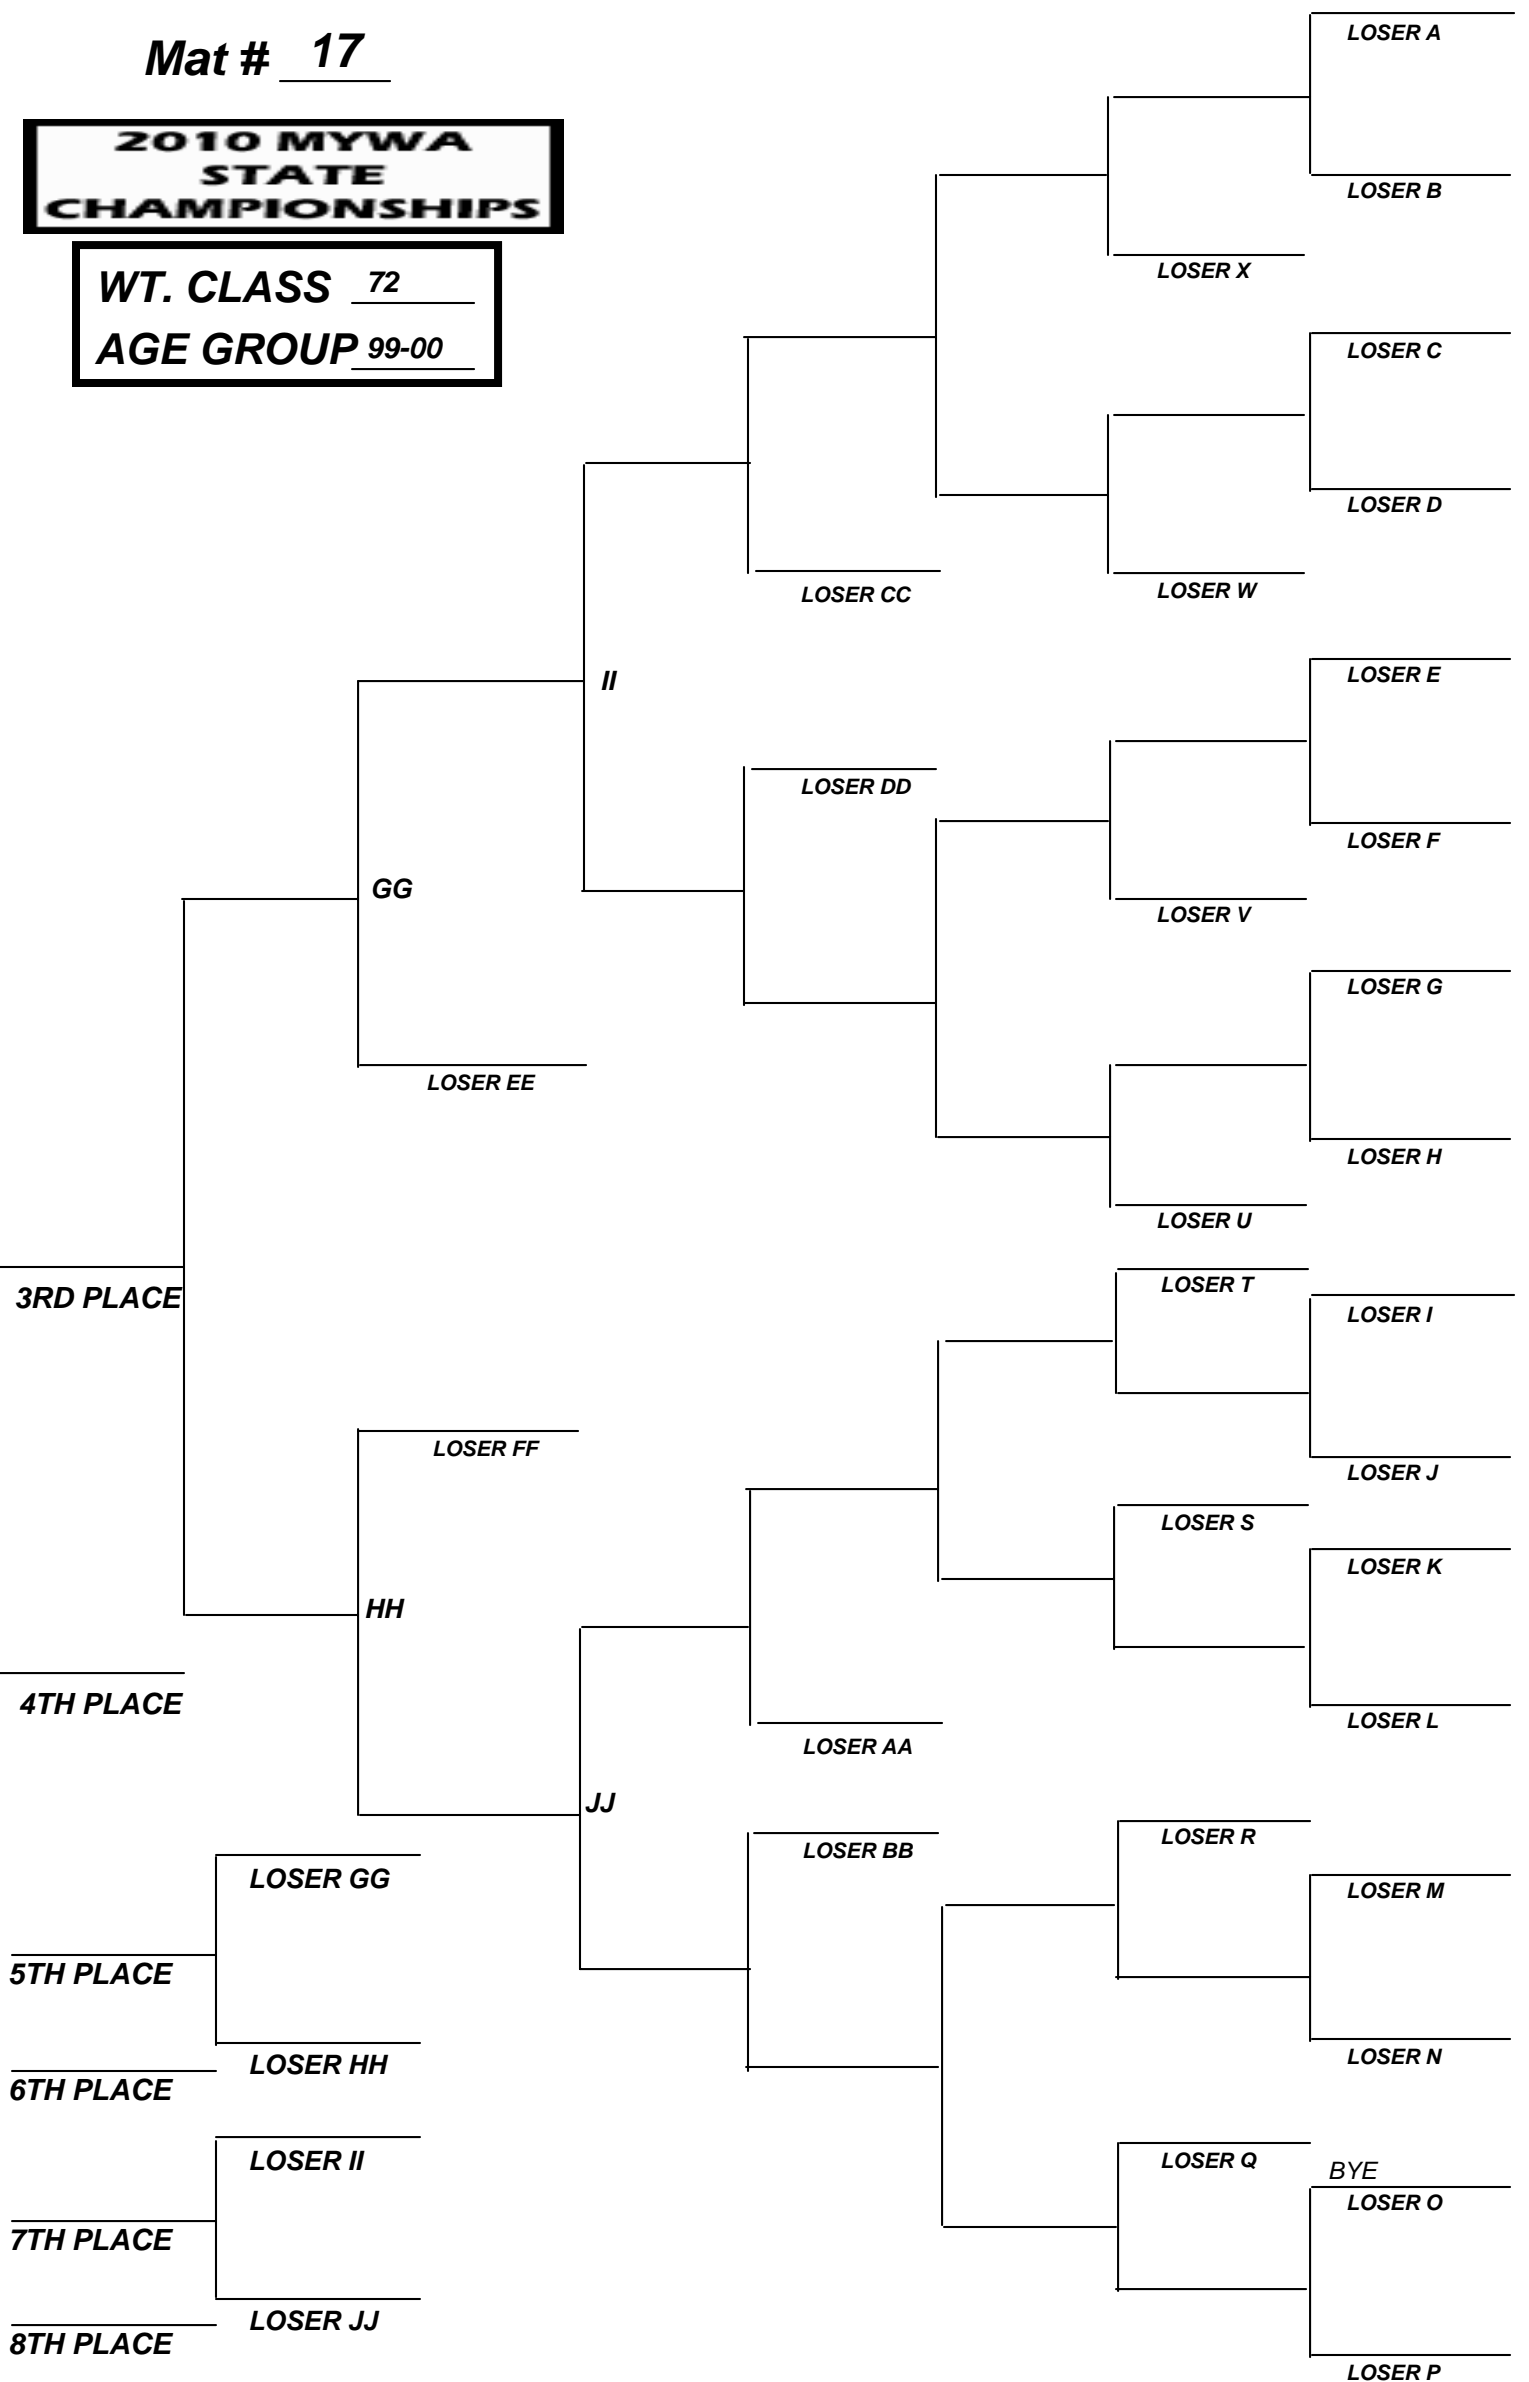 Mat # 17
2010 MYWA
STATE
CHAMPIONSHIPS
WT. CLASS 72
AGE GROUP 99-00
LOSER A
LOSER B
LOSER X
LOSER C
LOSER D
LOSER CC
LOSER W
II
LOSER E
LOSER DD
LOSER F
GG
LOSER V
LOSER G
LOSER EE
LOSER H
LOSER U
3RD PLACE
LOSER T
LOSER I
LOSER FF
LOSER J
LOSER S
LOSER K
HH
4TH PLACE
LOSER L
LOSER AA
JJ
LOSER BB
LOSER R
LOSER GG
LOSER M
5TH PLACE
LOSER HH
LOSER N
6TH PLACE
LOSER II
LOSER Q
BYE
LOSER O
7TH PLACE
LOSER JJ
8TH PLACE
LOSER P